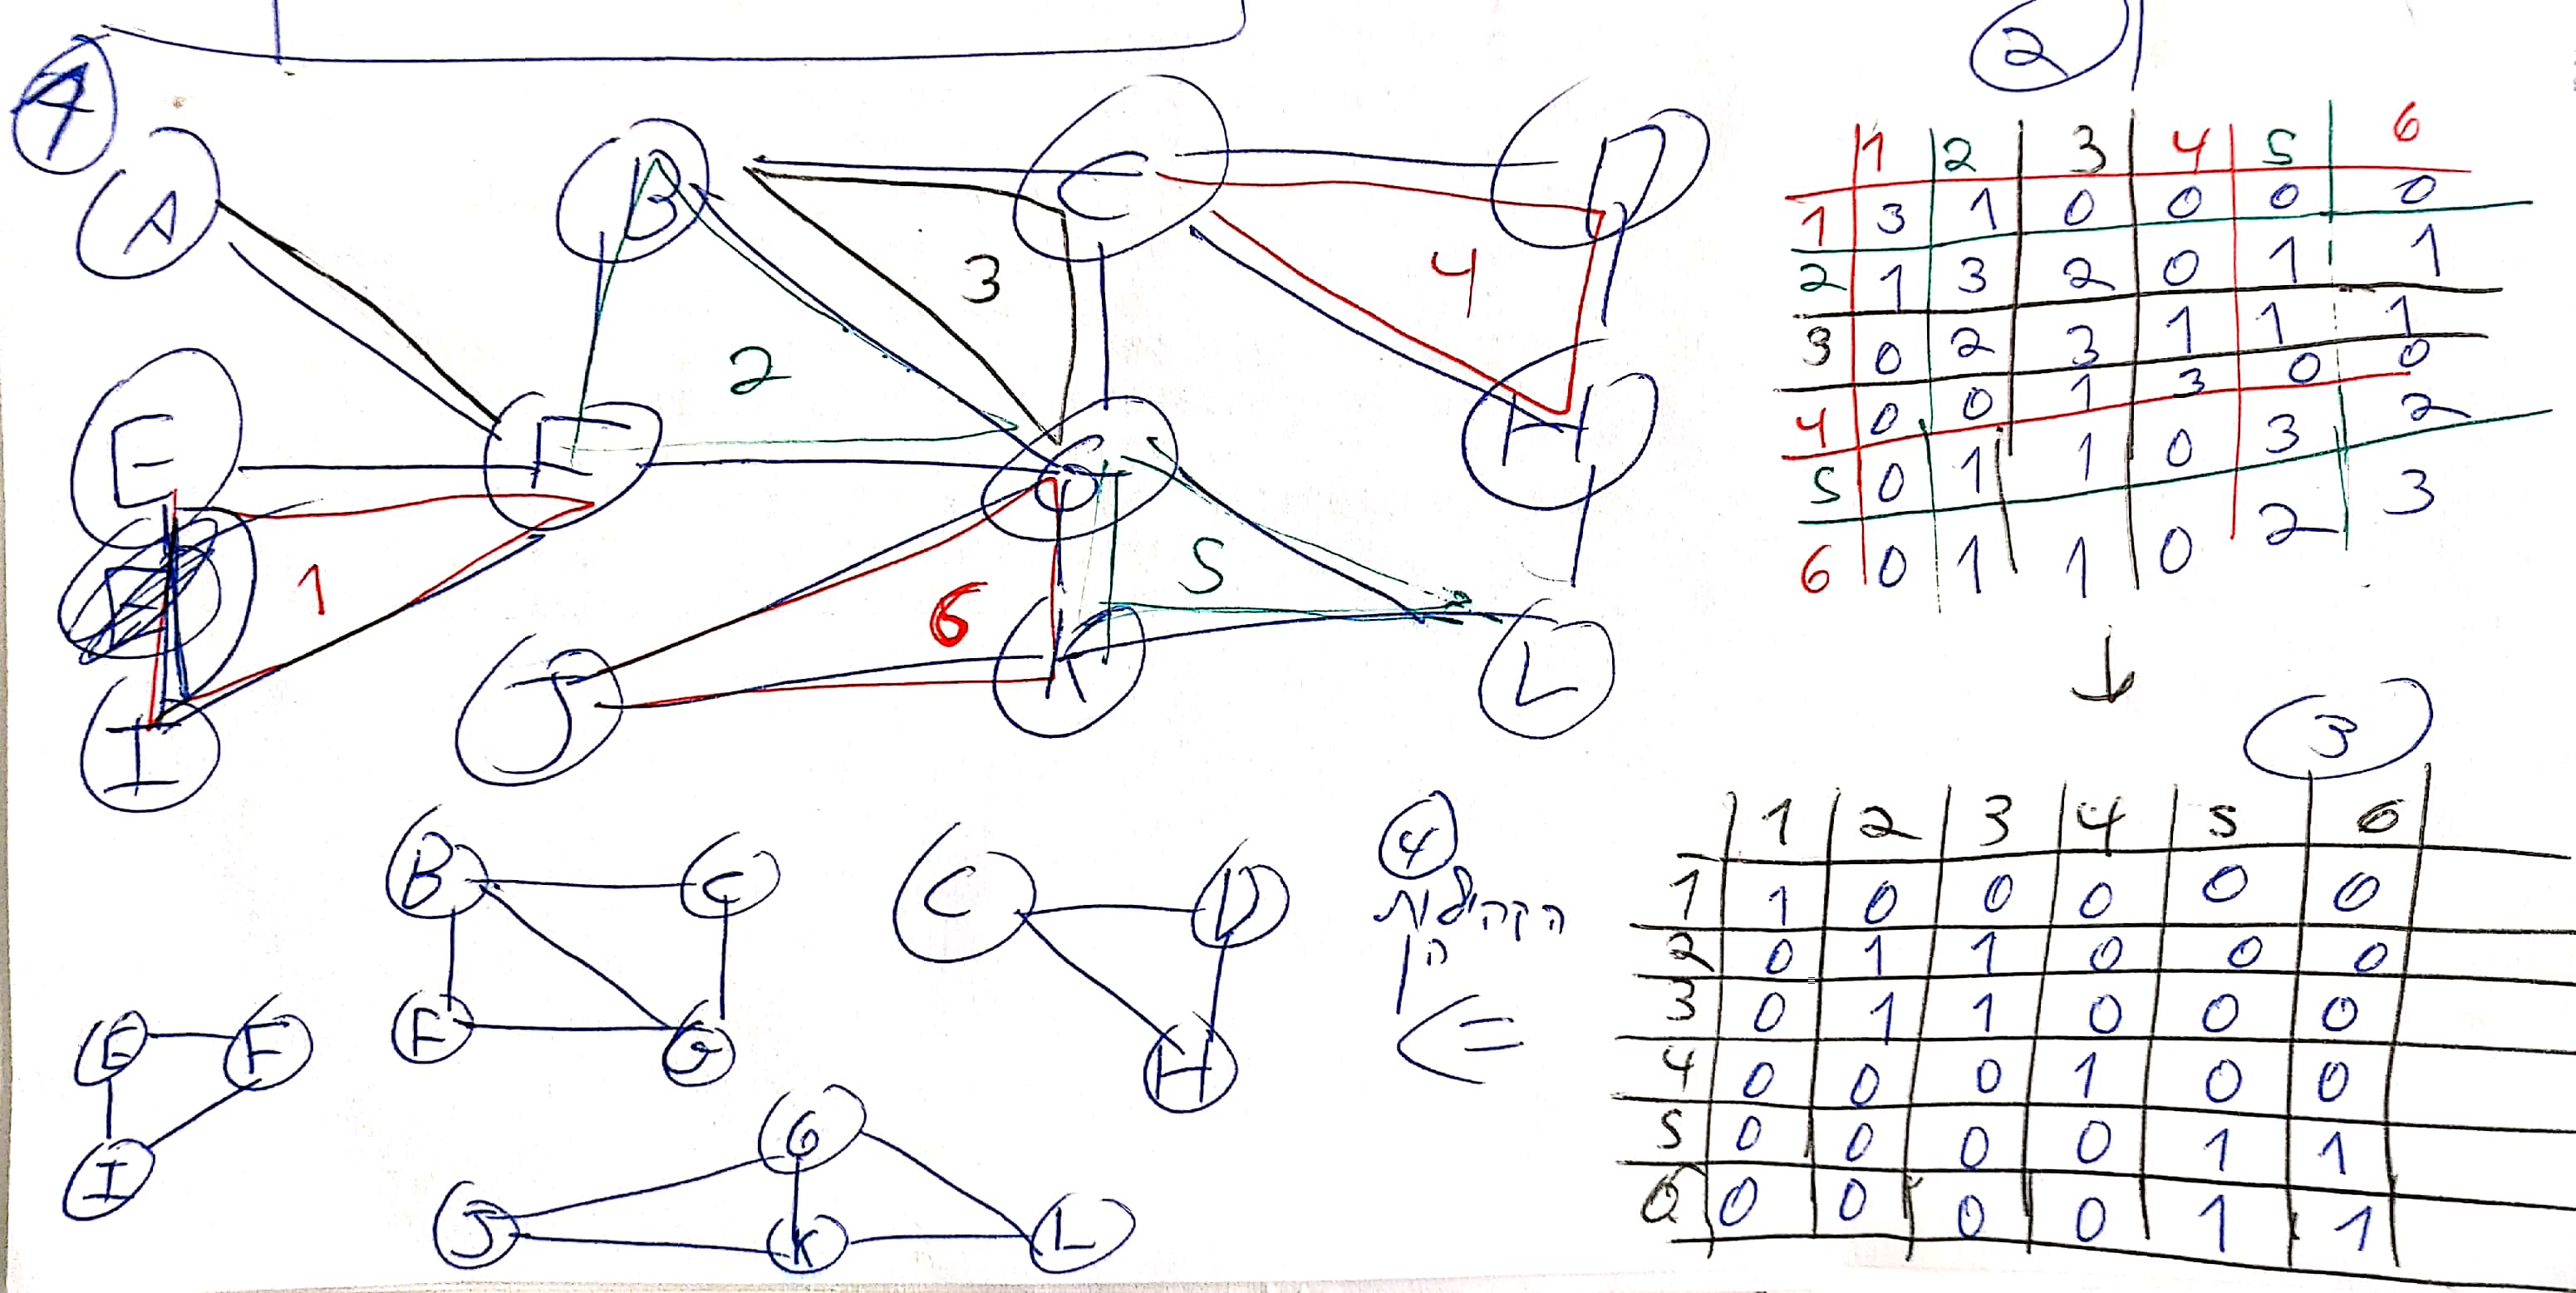 1
A B C D
3
4
2
E F G H
1
5
6
I J K L
2
1 2 3 4 5 6
1 3 1 0 0 0 0
2 1 3 2 0 1 1
3 0 2 3 1 1 1
4 0 0 1 3 0 0
5 0 1 1 0 3 2
6 0 1 1 0 2 3
3
1 2 3 4 5 6
1 1 0 0 0 0 0
2 0 1 1 0 0 0
3 0 1 1 0 0 0
4 0 0 0 1 0 0
5 0 0 0 0 1 1
6 0 0 0 0 1 1
4
הקהילות
הן
<=
B C
F G
C D
H
E F
I
G
J K L